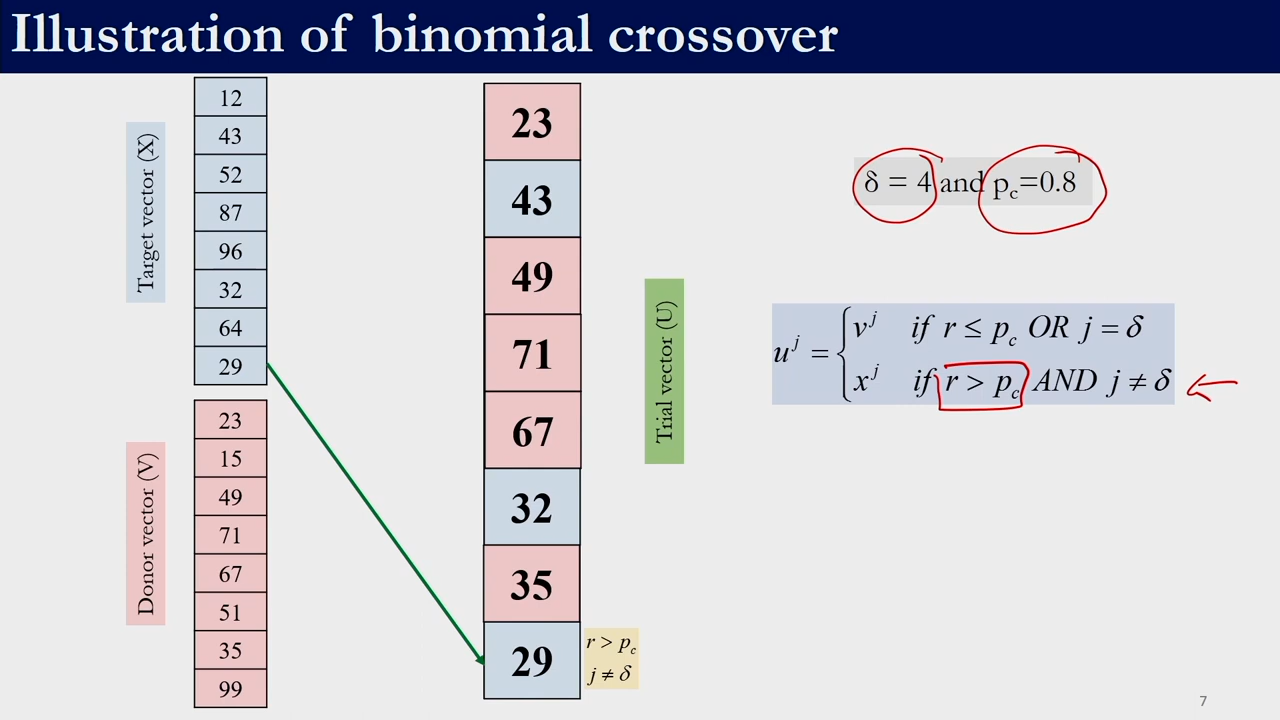 Illustration of binomial crossover
Target vector (X)
12
43
52
87
96
32
64
29
Donor vector (V)
23
15
49
71
67
51
35
99
23
43
49
71
67
32
35
29
r > p_c
j ≠ δ
Trial vector (U)
δ = 4 and p_c=0.8
u^j = { v^j if r ≤ p_c OR j = δ
x^j if r > p_c AND j ≠ δ
7